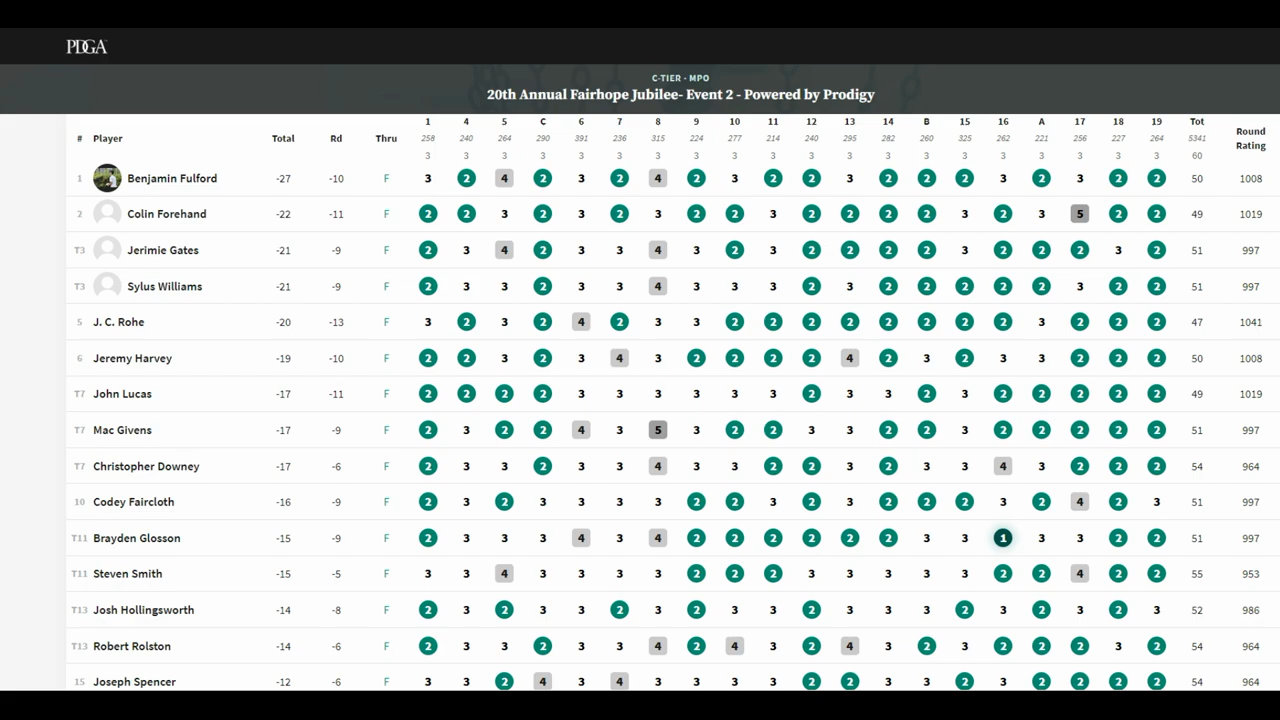 PDGA
C-TIER - MPO
20th Annual Fairhope Jubilee- Event 2 - Powered by Prodigy
# Player Total Rd Thru 1 4 5 C 6 7 8 9 10 11 12 13 14 B 15 16 A 17 18 19 Tot Round Rating
258 240 264 290 391 236 315 224 277 214 240 295 282 260 325 262 221 256 227 264 5341
3 3 3 3 3 3 3 3 3 3 3 3 3 3 3 3 3 3 3 3 60
1 Benjamin Fulford -27 -10 F 3 2 4 2 3 2 4 2 3 2 2 3 2 2 2 3 2 3 2 2 50 1008
2 Colin Forehand -22 -11 F 2 2 3 2 3 2 3 2 2 3 2 2 2 2 3 2 3 5 2 2 49 1019
T3 Jerimie Gates -21 -9 F 2 3 4 2 3 3 4 3 2 3 2 2 2 2 3 2 2 2 3 2 51 997
T3 Sylus Williams -21 -9 F 2 3 3 2 3 3 4 3 3 3 2 3 2 2 2 2 2 3 2 2 51 997
5 J. C. Rohe -20 -13 F 3 2 3 2 4 2 3 3 2 2 2 2 2 2 2 2 3 2 2 2 47 1041
6 Jeremy Harvey -19 -10 F 2 2 3 2 3 4 3 2 2 2 2 4 2 3 2 3 3 2 2 2 50 1008
T7 John Lucas -17 -11 F 2 2 2 2 3 3 3 3 3 3 2 3 3 2 3 2 2 2 2 2 49 1019
T7 Mac Givens -17 -9 F 2 3 2 2 4 3 5 3 2 2 3 3 2 2 3 2 2 2 2 2 51 997
T7 Christopher Downey -17 -6 F 2 3 3 2 3 3 4 3 3 2 2 3 2 3 3 4 3 2 2 2 54 964
10 Codey Faircloth -16 -9 F 2 3 2 3 3 3 3 2 2 3 2 3 2 2 2 3 2 4 2 3 51 997
T11 Brayden Glosson -15 -9 F 2 3 3 3 4 3 4 2 2 2 2 2 2 3 3 1 3 3 2 2 51 997
T11 Steven Smith -15 -5 F 3 3 4 3 3 3 3 2 2 2 3 3 3 3 3 2 2 4 2 2 55 953
T13 Josh Hollingsworth -14 -8 F 2 3 2 3 3 2 3 2 3 3 2 3 3 3 2 3 2 3 2 3 52 986
T13 Robert Rolston -14 -6 F 2 3 3 2 3 3 4 2 4 3 2 4 3 2 3 2 2 2 3 2 54 964
15 Joseph Spencer -12 -6 F 3 3 2 4 3 4 3 3 3 3 2 2 3 3 2 3 2 2 2 2 54 964